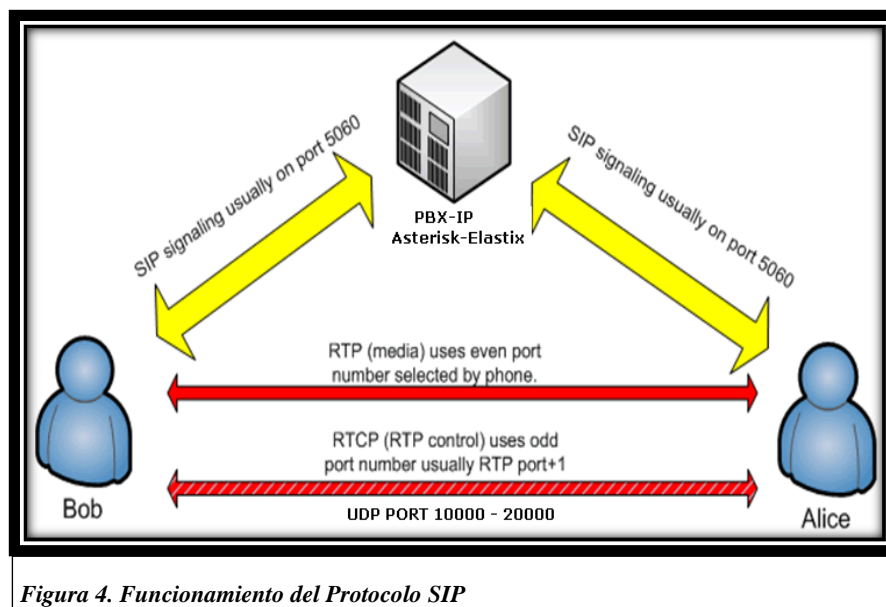 SIP signaling usually on port 5060
SIP signaling usually on port 5060
PBX-IP
Asterisk-Elastix
RTP (media) uses even port
number selected by phone.
RTCP (RTP control) uses odd
port number usually RTP port+1
UDP PORT 10000 - 20000
Bob
Alice
Figura 4. Funcionamiento del Protocolo SIP